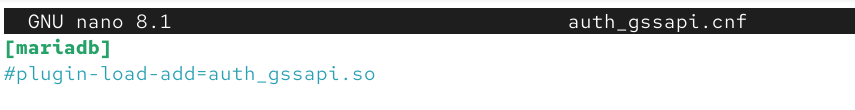 GNU nano 8.1 auth_gssapi.cnf
[mariadb]
#plugin-load-add=auth_gssapi.so